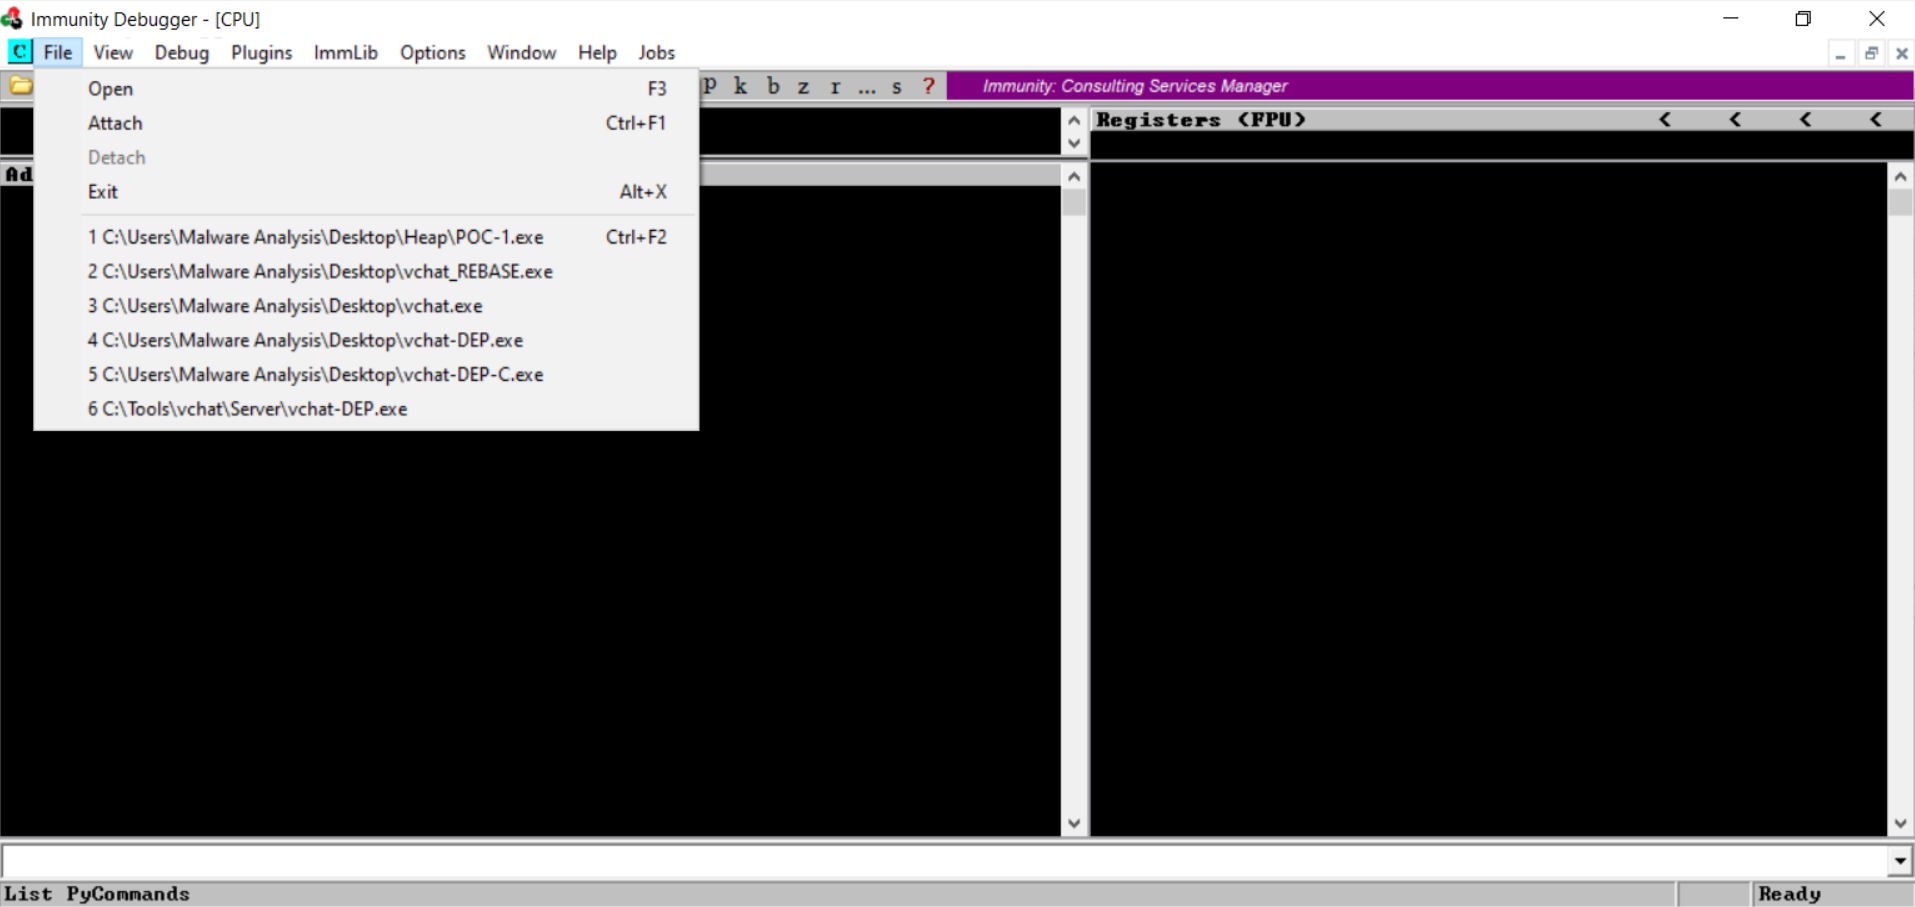 Immunity Debugger - [CPU]
C File View Debug Plugins ImmLib Options Window Help Jobs
P k b z r ... s ? Immunity: Consulting Services Manager
Open F3
Attach Ctrl+F1
Detach
Exit Alt+X
1 C:\Users\Malware Analysis\Desktop\Heap\POC-1.exe Ctrl+F2
2 C:\Users\Malware Analysis\Desktop\vchat_REBASE.exe
3 C:\Users\Malware Analysis\Desktop\vchat.exe
4 C:\Users\Malware Analysis\Desktop\vchat-DEP.exe
5 C:\Users\Malware Analysis\Desktop\vchat-DEP-C.exe
6 C:\Tools\vchat\Server\vchat-DEP.exe
Ad
Registers (FPU) < < < <
List PyCommands
Ready